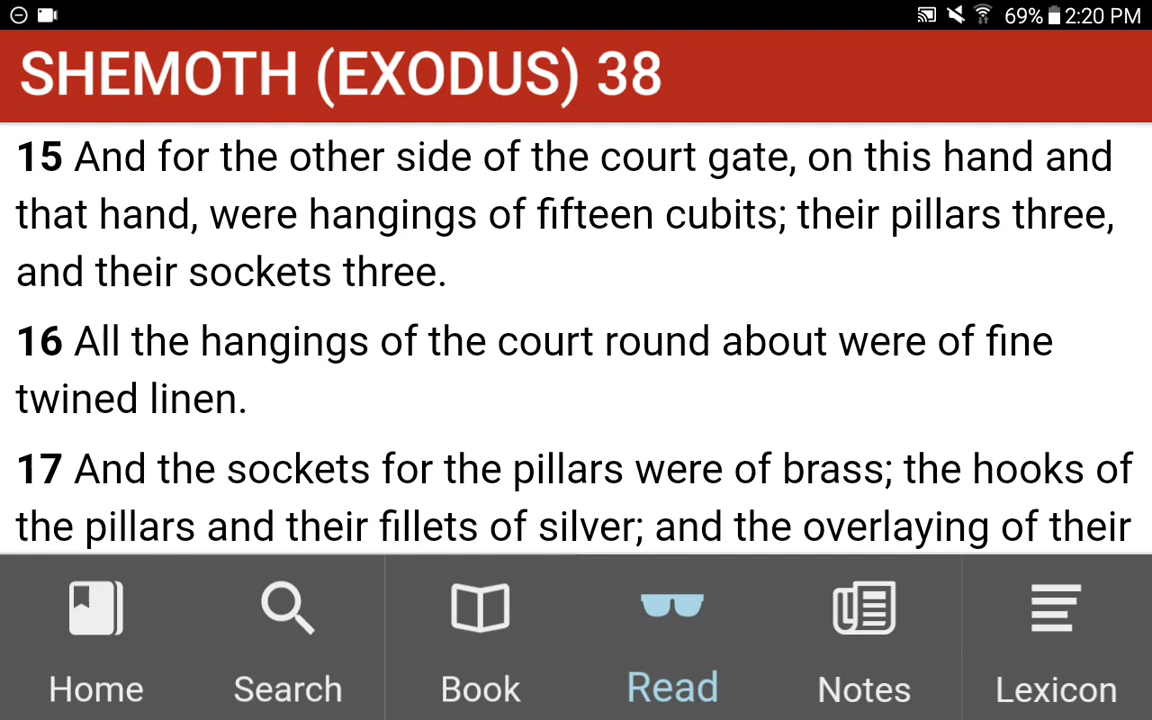 69% 2:20 PM
SHEMOTH (EXODUS) 38
15 And for the other side of the court gate, on this hand and
that hand, were hangings of fifteen cubits; their pillars three,
and their sockets three.
16 All the hangings of the court round about were of fine
twined linen.
17 And the sockets for the pillars were of brass; the hooks of
the pillars and their fillets of silver; and the overlaying of their
Home Search Book Read Notes Lexicon